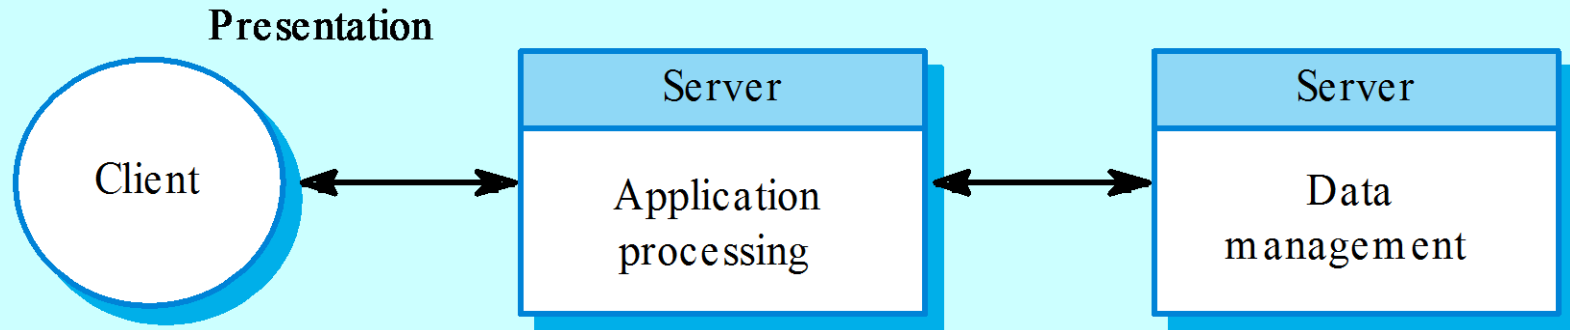 Presentation
Client
Server
Application
processing
Server
Data
management